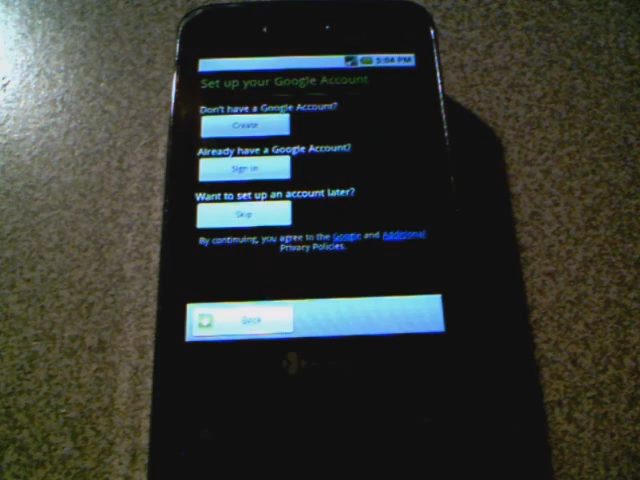 5:04 PM
Set up your Google Account
Don't have a Google Account?
Create
Already have a Google Account?
Sign in
Want to set up an account later?
Skip
By continuing, you agree to the Google and Additional
Privacy Policies.
Back